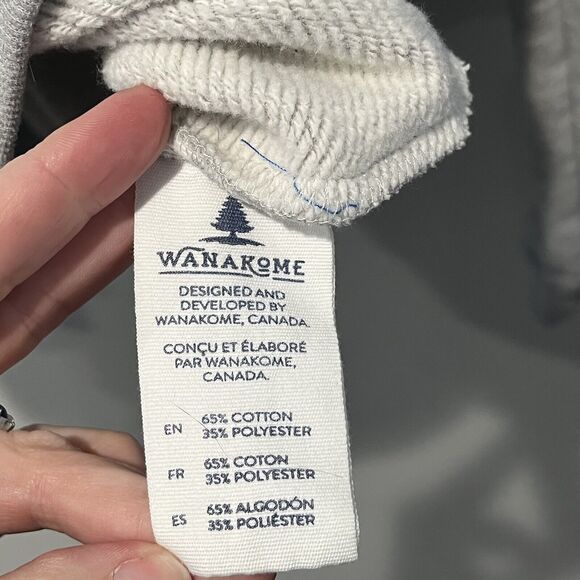 WANAKOME
DESIGNED AND
DEVELOPED BY
WANAKOME, CANADA.
CONÇU ET ÉLABORÉ
PAR WANAKOME,
CANADA.
EN 65% COTTON
35% POLYESTER
FR 65% COTON
35% POLYESTER
ES 65% ALGODÓN
35% POLIÉSTER